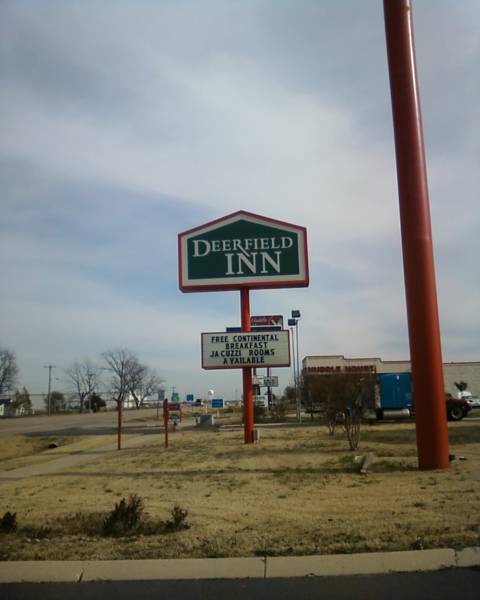 DEERFIELD
INN
FREE CONTINENTAL
BREAKFAST
JACUZZI ROOMS
AVAILABLE
HUDDLE HOUSE